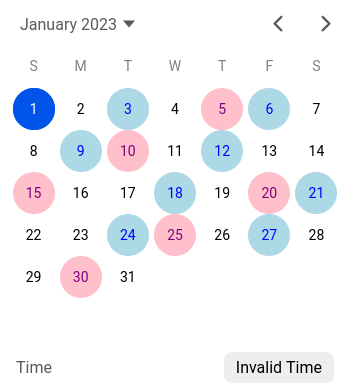 January 2023
S M T W T F S
1 2 3 4 5 6 7
8 9 10 11 12 13 14
15 16 17 18 19 20 21
22 23 24 25 26 27 28
29 30 31
Time Invalid Time